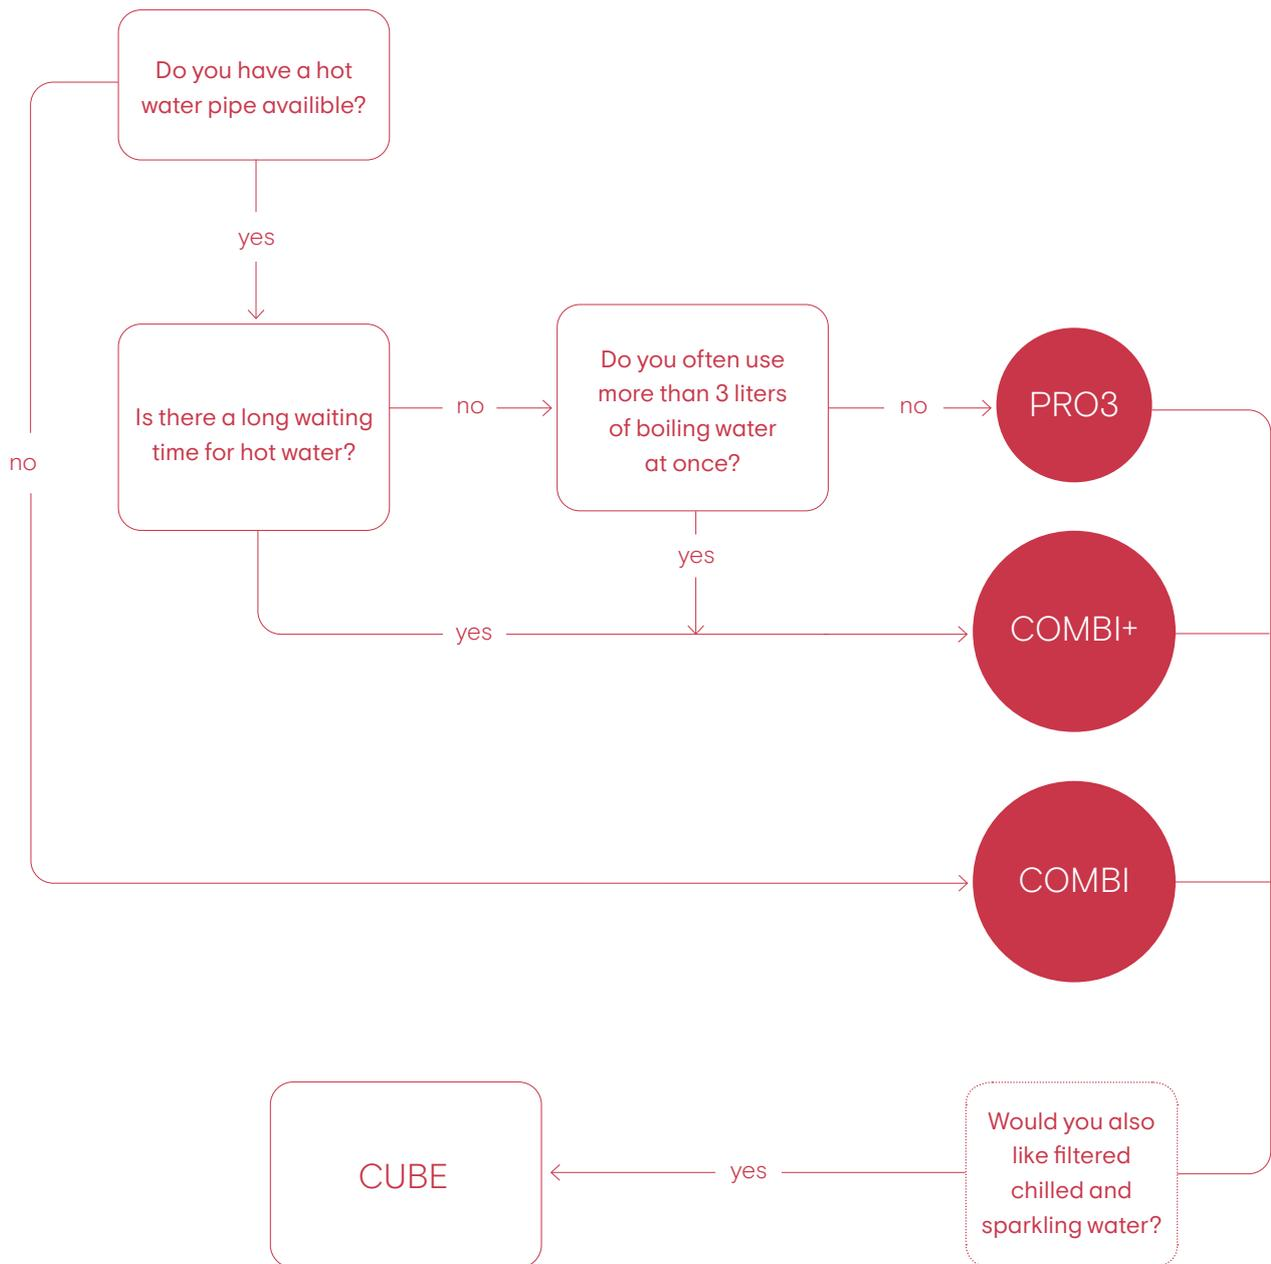 Do you have a hot
water pipe availible?
yes
no
Is there a long waiting
time for hot water?
no
Do you often use
more than 3 liters
of boiling water
at once?
no
PRO3
yes
yes
COMBI+
COMBI
Would you also
like filtered
chilled and
sparkling water?
yes
CUBE